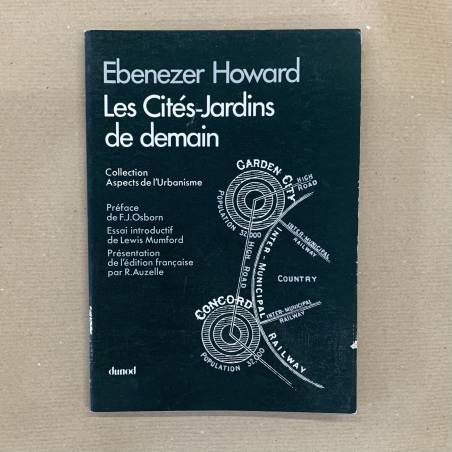 Ebenezer Howard
Les Cités-Jardins
de demain
Collection
Aspects de l'Urbanisme
Préface
de F.J.Osborn
Essai introductif
de Lewis Mumford
Présentation
de l'édition française
par R.Auzelle
GARDEN CITY
POPULATION 32,000
HIGH
ROAD
INTER-MUNICIPAL
RAILWAY
HIGH ROAD
INTER-MUNICIPAL
RAILWAY
COUNTRY
CONCORD
POPULATION 32,000
INTER-MUNICIPAL
RAILWAY
dunod